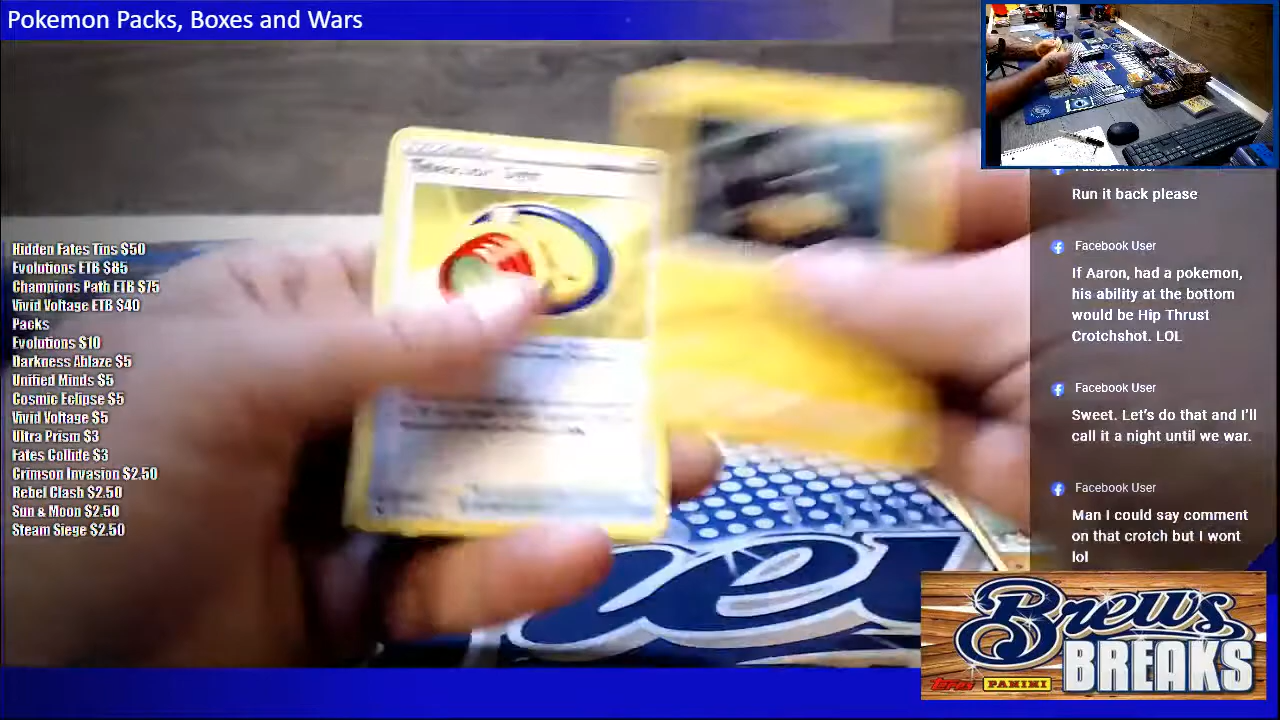 Pokemon Packs, Boxes and Wars
Hidden Fates Tins $50
Evolutions ETB $85
Champions Path ETB $75
Vivid Voltage ETB $40
Packs
Evolutions $10
Darkness Ablaze $5
Unified Minds $5
Cosmic Eclipse $5
Vivid Voltage $5
Ultra Prism $3
Fates Collide $3
Crimson Invasion $2.50
Rebel Clash $2.50
Sun & Moon $2.50
Steam Siege $2.50
Facebook User
Run it back please
Facebook User
If Aaron, had a pokemon,
his ability at the bottom
would be Hip Thrust
Crotchshot. LOL
Facebook User
Sweet. Let's do that and I'll
call it a night until we war.
Facebook User
Man I could say comment
on that crotch but I wont
lol
Brew's
BREAKS
Topps PANINI